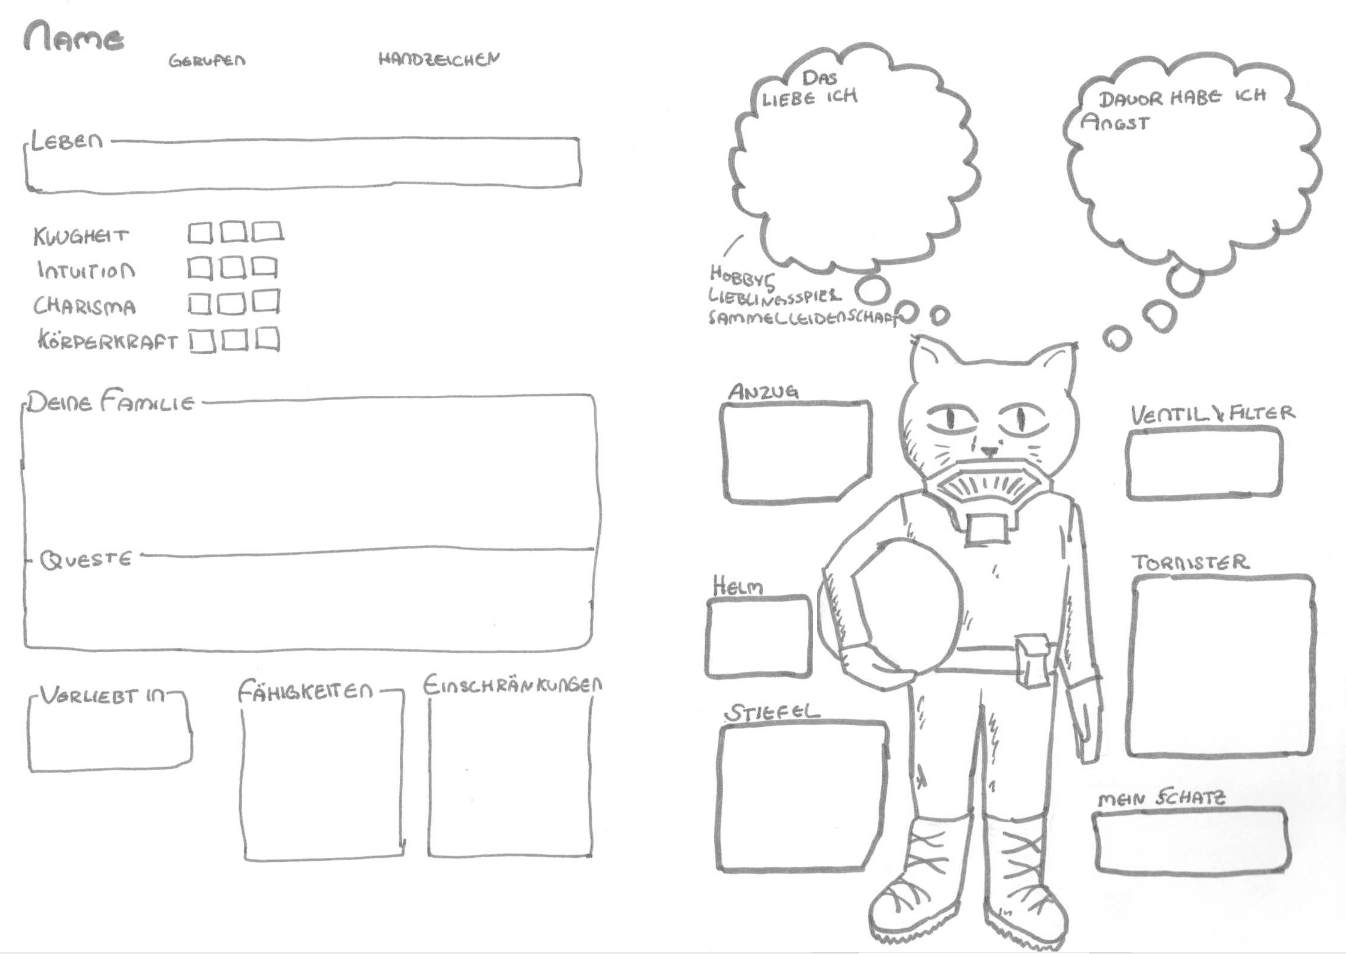 NAME
GERUFEN HANDZEICHEN
LEBEN
KLUGHEIT
INTUITION
CHARISMA
KÖRPERKRAFT
DEINE FAMILIE
QUESTE
VERLIEBT IN
FÄHIGKEITEN
EINSCHRÄNKUNGEN
DAS
LIEBE ICH
HOBBYS
LIEBLINGSSPIEL
SAMMELLEIDENSCHAFT
DAVOR HABE ICH
ANGST
ANZUG
HELM
STIEFEL
VENTIL & FILTER
TORNISTER
MEIN SCHATZ